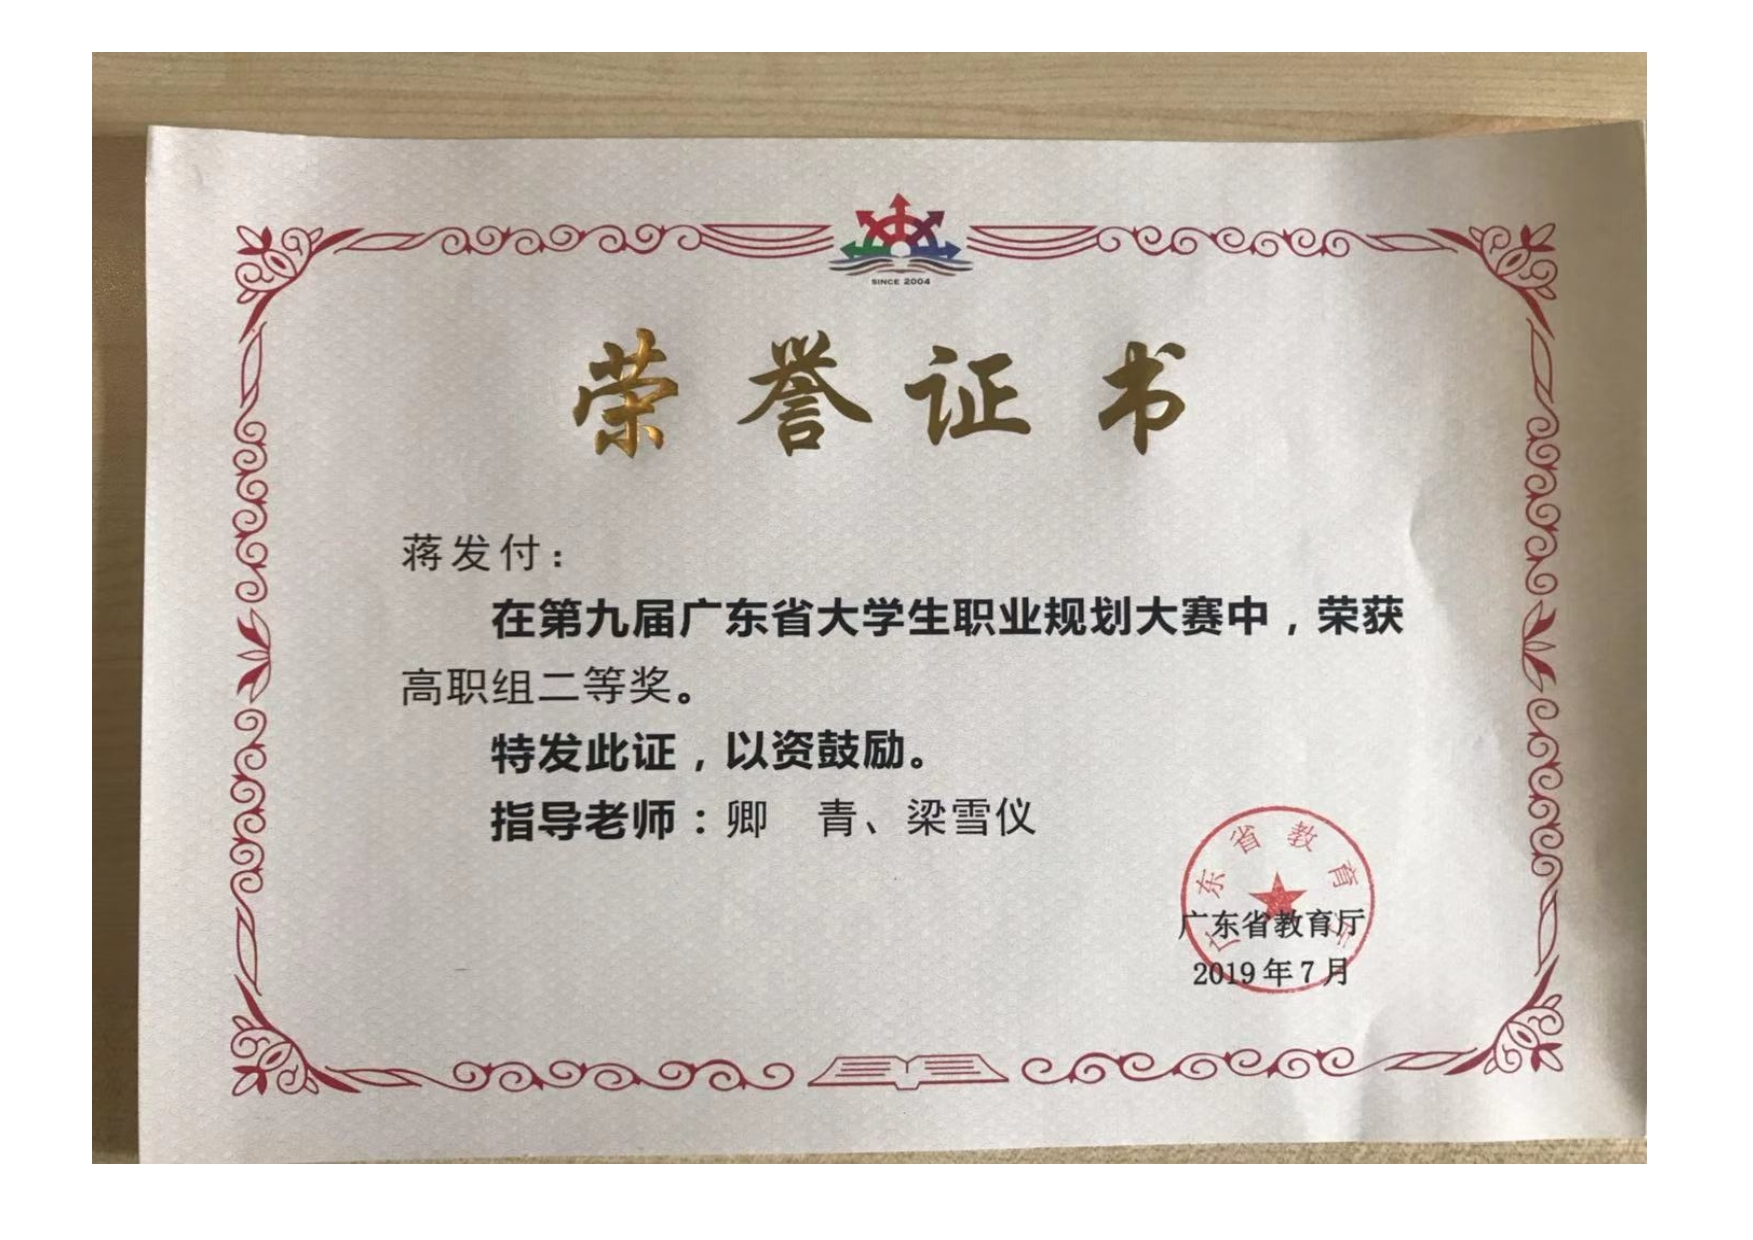 SINCE 2004
荣誉证书
蒋发付：
在第九届广东省大学生职业规划大赛中，荣获
高职组二等奖。
特发此证，以资鼓励。
指导老师：卿　青、梁雪仪
广东省教育厅
广东省教育厅
2019年7月